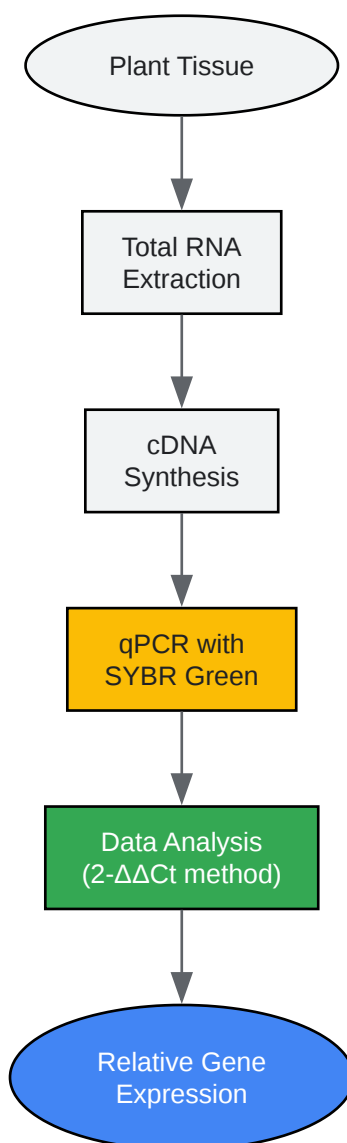 Plant Tissue
Total RNA
Extraction
cDNA
Synthesis
qPCR with
SYBR Green
Data Analysis
(2-ΔΔCt method)
Relative Gene
Expression